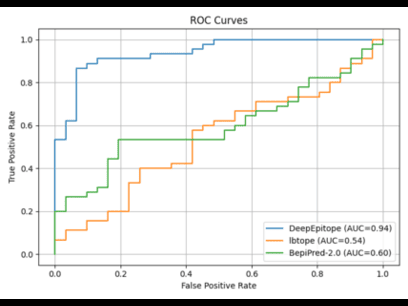 ROC Curves
True Positive Rate
1.0
0.8
0.6
0.4
0.2
0.0
DeepEpitope (AUC=0.94)
lbtope (AUC=0.54)
BepiPred-2.0 (AUC=0.60)
0.0 0.2 0.4 0.6 0.8 1.0
False Positive Rate